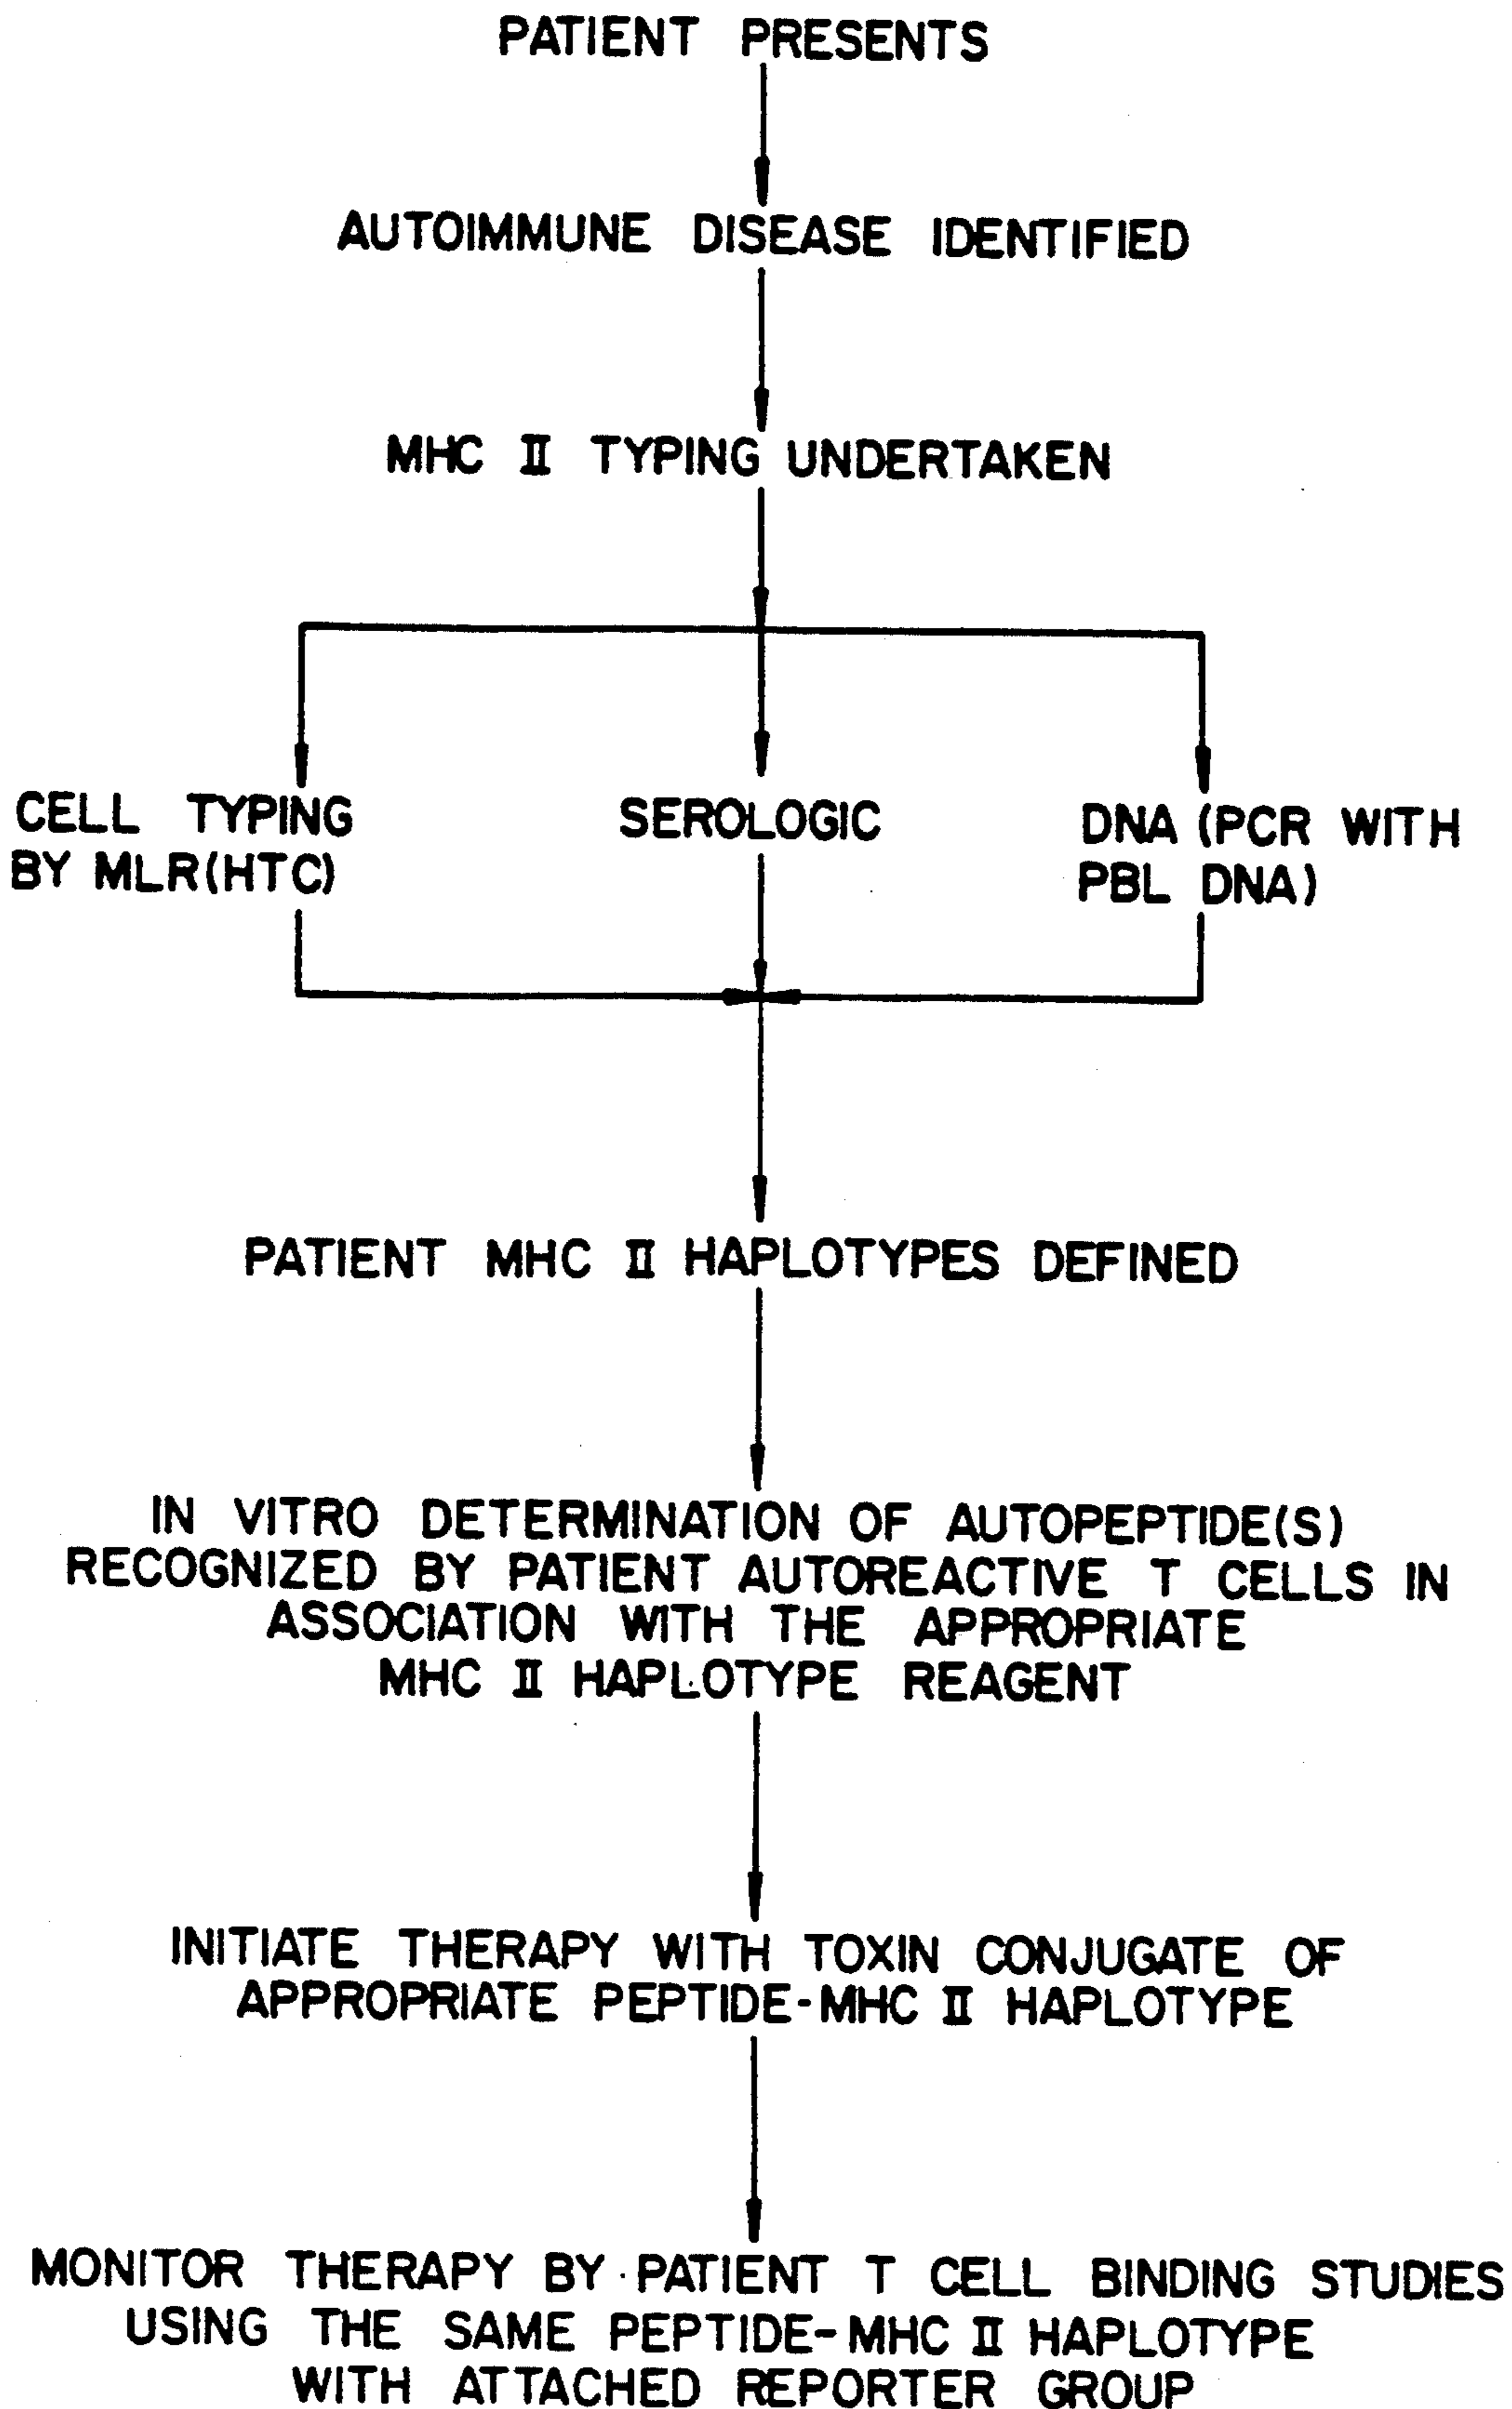 PATIENT PRESENTS
AUTOIMMUNE DISEASE IDENTIFIED
MHC II TYPING UNDERTAKEN
CELL TYPING
BY MLR(HTC)
SEROLOGIC
DNA (PCR WITH
PBL DNA)
PATIENT MHC II HAPLOTYPES DEFINED
IN VITRO DETERMINATION OF AUTOPEPTIDE(S)
RECOGNIZED BY PATIENT AUTOREACTIVE T CELLS IN
ASSOCIATION WITH THE APPROPRIATE
MHC II HAPLOTYPE REAGENT
INITIATE THERAPY WITH TOXIN CONJUGATE OF
APPROPRIATE PEPTIDE-MHC II HAPLOTYPE
MONITOR THERAPY BY PATIENT T CELL BINDING STUDIES
USING THE SAME PEPTIDE-MHC II HAPLOTYPE
WITH ATTACHED REPORTER GROUP